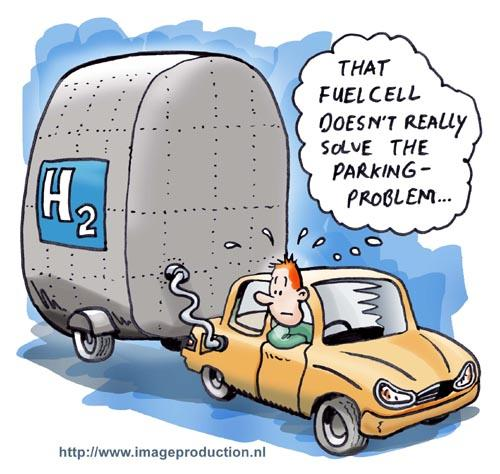 THAT
FUELCELL
DOESN'T REALLY
SOLVE THE
PARKING-
PROBLEM...
H2
http://www.imageproduction.nl